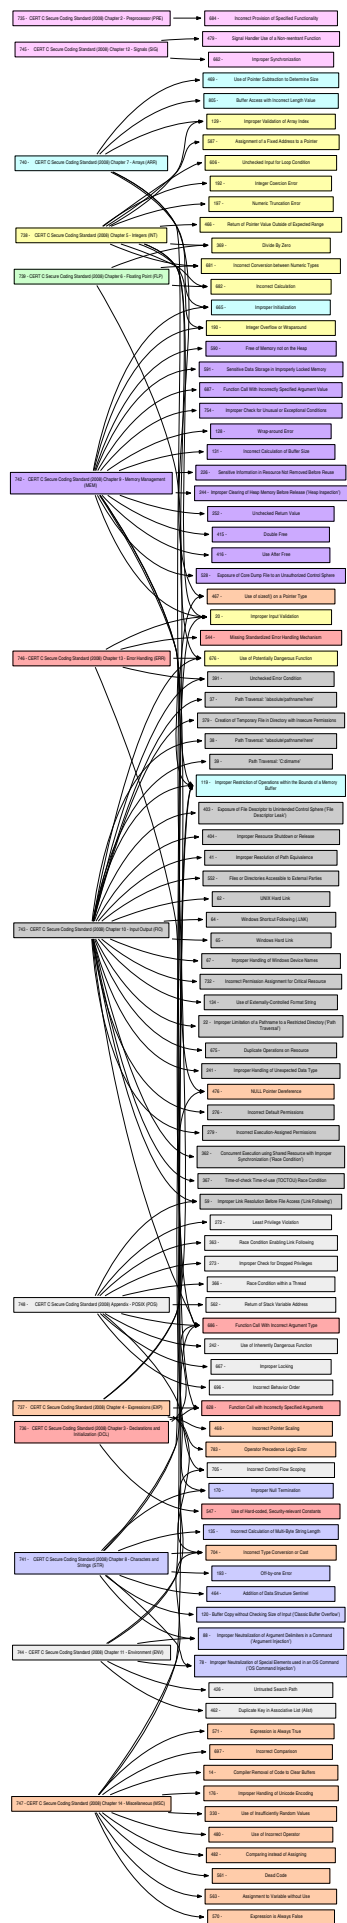 735 - CERT C Secure Coding Standard (2008) Chapter 2 - Preprocessor (PRE)
684 - Incorrect Provision of Specified Functionality
745 - CERT C Secure Coding Standard (2008) Chapter 12 - Signals (SIG)
479 - Signal Handler Use of a Non-reentrant Function
662 - Improper Synchronization
469 - Use of Pointer Subtraction to Determine Size
805 - Buffer Access with Incorrect Length Value
129 - Improper Validation of Array Index
587 - Assignment of a Fixed Address to a Pointer
740 - CERT C Secure Coding Standard (2008) Chapter 7 - Arrays (ARR)
606 - Unchecked Input for Loop Condition
192 - Integer Coercion Error
197 - Numeric Truncation Error
466 - Return of Pointer Value Outside of Expected Range
738 - CERT C Secure Coding Standard (2008) Chapter 5 - Integers (INT)
369 - Divide By Zero
681 - Incorrect Conversion between Numeric Types
739 - CERT C Secure Coding Standard (2008) Chapter 6 - Floating Point (FLP)
682 - Incorrect Calculation
665 - Improper Initialization
190 - Integer Overflow or Wraparound
590 - Free of Memory not on the Heap
591 - Sensitive Data Storage in Improperly Locked Memory
687 - Function Call With Incorrectly Specified Argument Value
754 - Improper Check for Unusual or Exceptional Conditions
128 - Wrap-around Error
131 - Incorrect Calculation of Buffer Size
226 - Sensitive Information in Resource Not Removed Before Reuse
742 - CERT C Secure Coding Standard (2008) Chapter 9 - Memory Management
(MEM)
244 - Improper Clearing of Heap Memory Before Release ('Heap Inspection')
252 - Unchecked Return Value
415 - Double Free
416 - Use After Free
528 - Exposure of Core Dump File to an Unauthorized Control Sphere
467 - Use of sizeof() on a Pointer Type
20 - Improper Input Validation
544 - Missing Standardized Error Handling Mechanism
746 - CERT C Secure Coding Standard (2008) Chapter 13 - Error Handling (ERR)
676 - Use of Potentially Dangerous Function
391 - Unchecked Error Condition
37 - Path Traversal: '/absolute/pathname/here'
379 - Creation of Temporary File in Directory with Insecure Permissions
38 - Path Traversal: '\absolute\pathname\here'
39 - Path Traversal: 'C:dirname'
119 - Improper Restriction of Operations within the Bounds of a Memory
Buffer
403 - Exposure of File Descriptor to Unintended Control Sphere ('File
Descriptor Leak')
404 - Improper Resource Shutdown or Release
41 - Improper Resolution of Path Equivalence
552 - Files or Directories Accessible to External Parties
62 - UNIX Hard Link
64 - Windows Shortcut Following (.LNK)
743 - CERT C Secure Coding Standard (2008) Chapter 10 - Input Output (FIO)
65 - Windows Hard Link
67 - Improper Handling of Windows Device Names
732 - Incorrect Permission Assignment for Critical Resource
134 - Use of Externally-Controlled Format String
22 - Improper Limitation of a Pathname to a Restricted Directory ('Path
Traversal')
675 - Duplicate Operations on Resource
241 - Improper Handling of Unexpected Data Type
476 - NULL Pointer Dereference
276 - Incorrect Default Permissions
279 - Incorrect Execution-Assigned Permissions
362 - Concurrent Execution using Shared Resource with Improper
Synchronization ('Race Condition')
367 - Time-of-check Time-of-use (TOCTOU) Race Condition
59 - Improper Link Resolution Before File Access ('Link Following')
272 - Least Privilege Violation
363 - Race Condition Enabling Link Following
273 - Improper Check for Dropped Privileges
366 - Race Condition within a Thread
748 - CERT C Secure Coding Standard (2008) Appendix - POSIX (POS)
562 - Return of Stack Variable Address
686 - Function Call With Incorrect Argument Type
242 - Use of Inherently Dangerous Function
667 - Improper Locking
696 - Incorrect Behavior Order
737 - CERT C Secure Coding Standard (2008) Chapter 4 - Expressions (EXP)
628 - Function Call with Incorrectly Specified Arguments
736 - CERT C Secure Coding Standard (2008) Chapter 3 - Declarations and
Initialization (DCL)
468 - Incorrect Pointer Scaling
783 - Operator Precedence Logic Error
705 - Incorrect Control Flow Scoping
170 - Improper Null Termination
547 - Use of Hard-coded, Security-relevant Constants
135 - Incorrect Calculation of Multi-Byte String Length
704 - Incorrect Type Conversion or Cast
741 - CERT C Secure Coding Standard (2008) Chapter 8 - Characters and
Strings (STR)
193 - Off-by-one Error
464 - Addition of Data Structure Sentinel
120 - Buffer Copy without Checking Size of Input ('Classic Buffer Overflow')
88 - Improper Neutralization of Argument Delimiters in a Command
('Argument Injection')
744 - CERT C Secure Coding Standard (2008) Chapter 11 - Environment (ENV)
78 - Improper Neutralization of Special Elements used in an OS Command
('OS Command Injection')
426 - Untrusted Search Path
462 - Duplicate Key in Associative List (Alist)
571 - Expression is Always True
697 - Incorrect Comparison
14 - Compiler Removal of Code to Clear Buffers
176 - Improper Handling of Unicode Encoding
747 - CERT C Secure Coding Standard (2008) Chapter 14 - Miscellaneous (MSC)
330 - Use of Insufficiently Random Values
480 - Use of Incorrect Operator
482 - Comparing instead of Assigning
561 - Dead Code
563 - Assignment to Variable without Use
570 - Expression is Always False